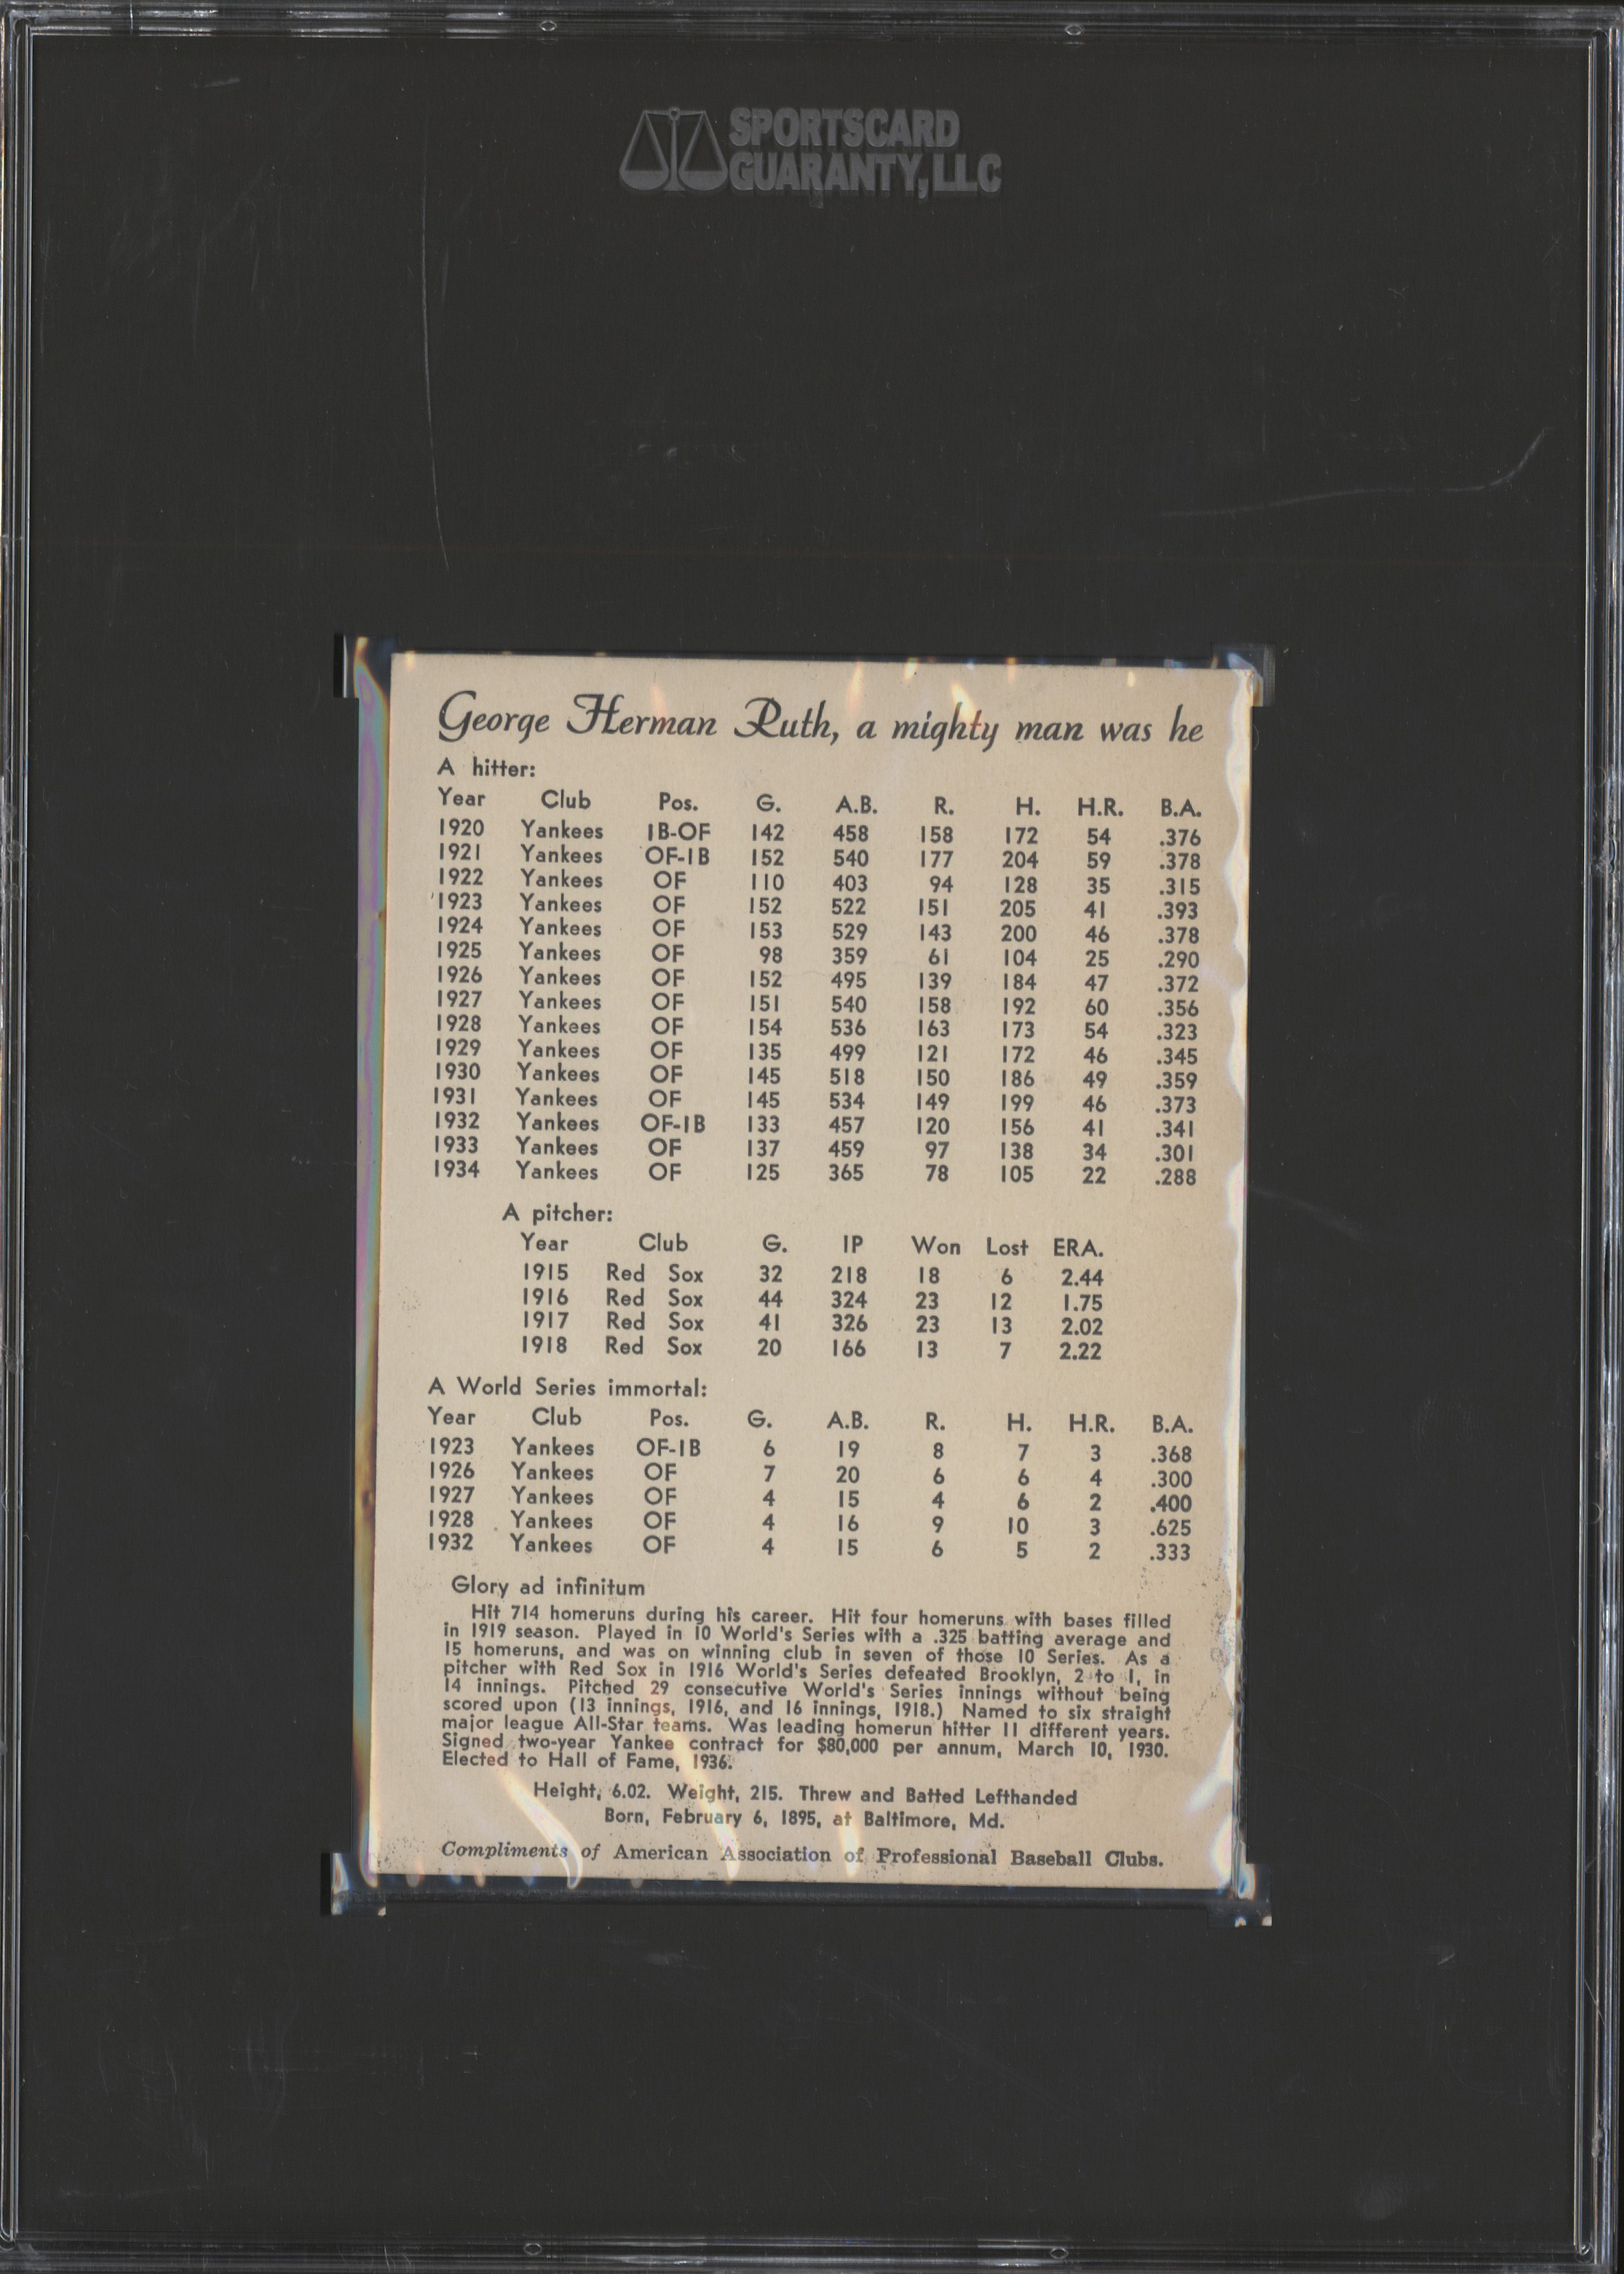 SPORTSCARD
GUARANTY, LLC
George Herman Ruth, a mighty man was he
A hitter:
Year Club Pos. G. A.B. R. H. H.R. B.A.
1920 Yankees 1B-OF 142 458 158 172 54 .376
1921 Yankees OF-1B 152 540 177 204 59 .378
1922 Yankees OF 110 403 94 128 35 .315
1923 Yankees OF 152 522 151 205 41 .393
1924 Yankees OF 153 529 143 200 46 .378
1925 Yankees OF 98 359 61 104 25 .290
1926 Yankees OF 152 495 139 184 47 .372
1927 Yankees OF 151 540 158 192 60 .356
1928 Yankees OF 154 536 163 173 54 .323
1929 Yankees OF 135 499 121 172 46 .345
1930 Yankees OF 145 518 150 186 49 .359
1931 Yankees OF 145 534 149 199 46 .373
1932 Yankees OF-1B 133 457 120 156 41 .341
1933 Yankees OF 137 459 97 138 34 .301
1934 Yankees OF 125 365 78 105 22 .288
A pitcher:
Year Club G. IP Won Lost ERA.
1915 Red Sox 32 218 18 6 2.44
1916 Red Sox 44 324 23 12 1.75
1917 Red Sox 41 326 23 13 2.02
1918 Red Sox 20 166 13 7 2.22
A World Series immortal:
Year Club Pos. G. A.B. R. H. H.R. B.A.
1923 Yankees OF-1B 6 19 8 7 3 .368
1926 Yankees OF 7 20 6 6 4 .300
1927 Yankees OF 4 15 4 6 2 .400
1928 Yankees OF 4 16 9 10 3 .625
1932 Yankees OF 4 15 6 5 2 .333
Glory ad infinitum
Hit 714 homeruns during his career. Hit four homeruns with bases filled
in 1919 season. Played in 10 World's Series with a .325 batting average and
15 homeruns, and was on winning club in seven of those 10 Series. As a
pitcher with Red Sox in 1916 World's Series defeated Brooklyn, 2 to 1, in
14 innings. Pitched 29 consecutive World's Series innings without being
scored upon (13 innings, 1916, and 16 innings, 1918.) Named to six straight
major league All-Star teams. Was leading homerun hitter 11 different years.
Signed two-year Yankee contract for $80,000 per annum, March 10, 1930.
Elected to Hall of Fame, 1936.
Height, 6.02. Weight, 215. Threw and Batted Lefthanded
Born, February 6, 1895, at Baltimore, Md.
Compliments of American Association of Professional Baseball Clubs.